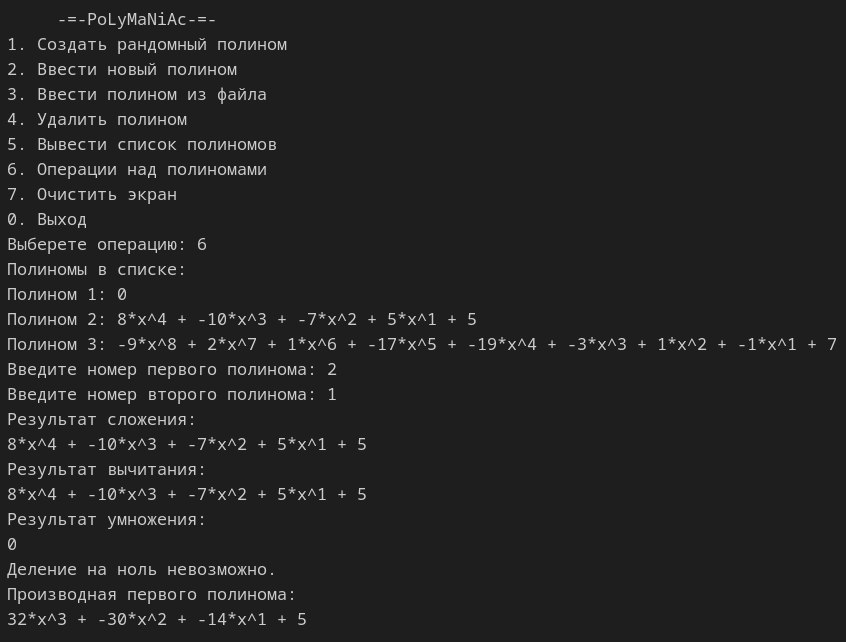 -=-PoLyMaNiAc-=-
1. Создать рандомный полином
2. Ввести новый полином
3. Ввести полином из файла
4. Удалить полином
5. Вывести список полиномов
6. Операции над полиномами
7. Очистить экран
0. Выход
Выберете операцию: 6
Полиномы в списке:
Полином 1: 0
Полином 2: 8*x^4 + -10*x^3 + -7*x^2 + 5*x^1 + 5
Полином 3: -9*x^8 + 2*x^7 + 1*x^6 + -17*x^5 + -19*x^4 + -3*x^3 + 1*x^2 + -1*x^1 + 7
Введите номер первого полинома: 2
Введите номер второго полинома: 1
Результат сложения:
8*x^4 + -10*x^3 + -7*x^2 + 5*x^1 + 5
Результат вычитания:
8*x^4 + -10*x^3 + -7*x^2 + 5*x^1 + 5
Результат умножения:
0
Деление на ноль невозможно.
Производная первого полинома:
32*x^3 + -30*x^2 + -14*x^1 + 5